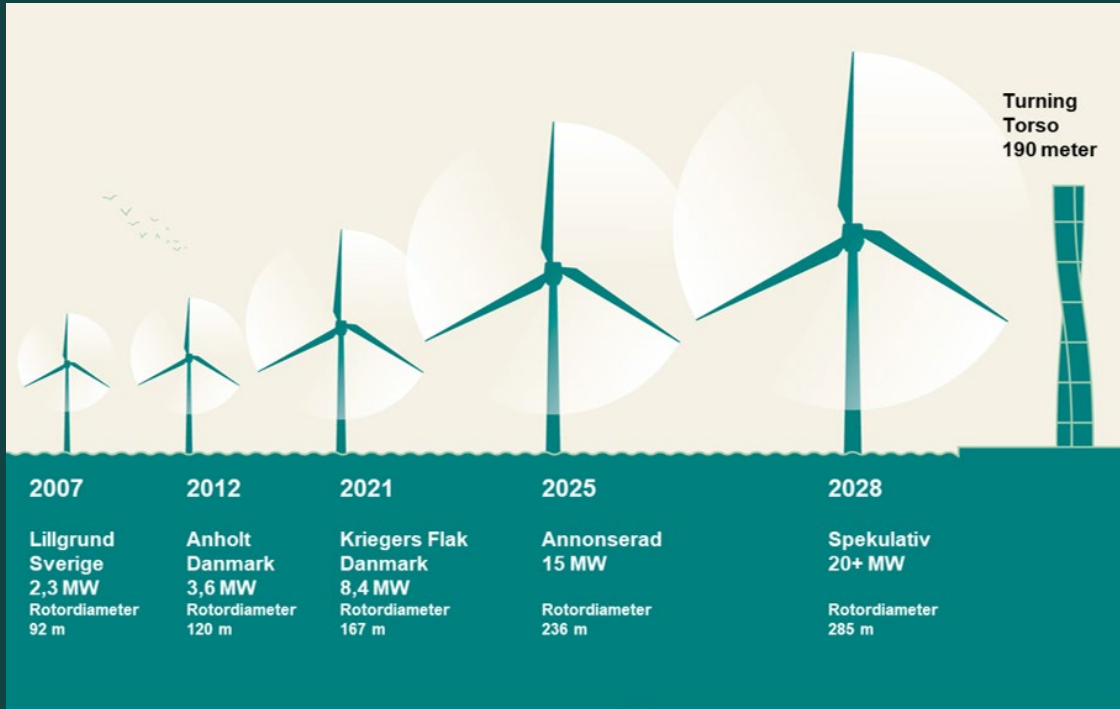 Turning
Torso
190 meter
2007
Lillgrund
Sverige
2,3 MW
Rotordiameter
92 m
2012
Anholt
Danmark
3,6 MW
Rotordiameter
120 m
2021
Kriegers Flak
Danmark
8,4 MW
Rotordiameter
167 m
2025
Annonserad
15 MW
Rotordiameter
236 m
2028
Spekulativ
20+ MW
Rotordiameter
285 m